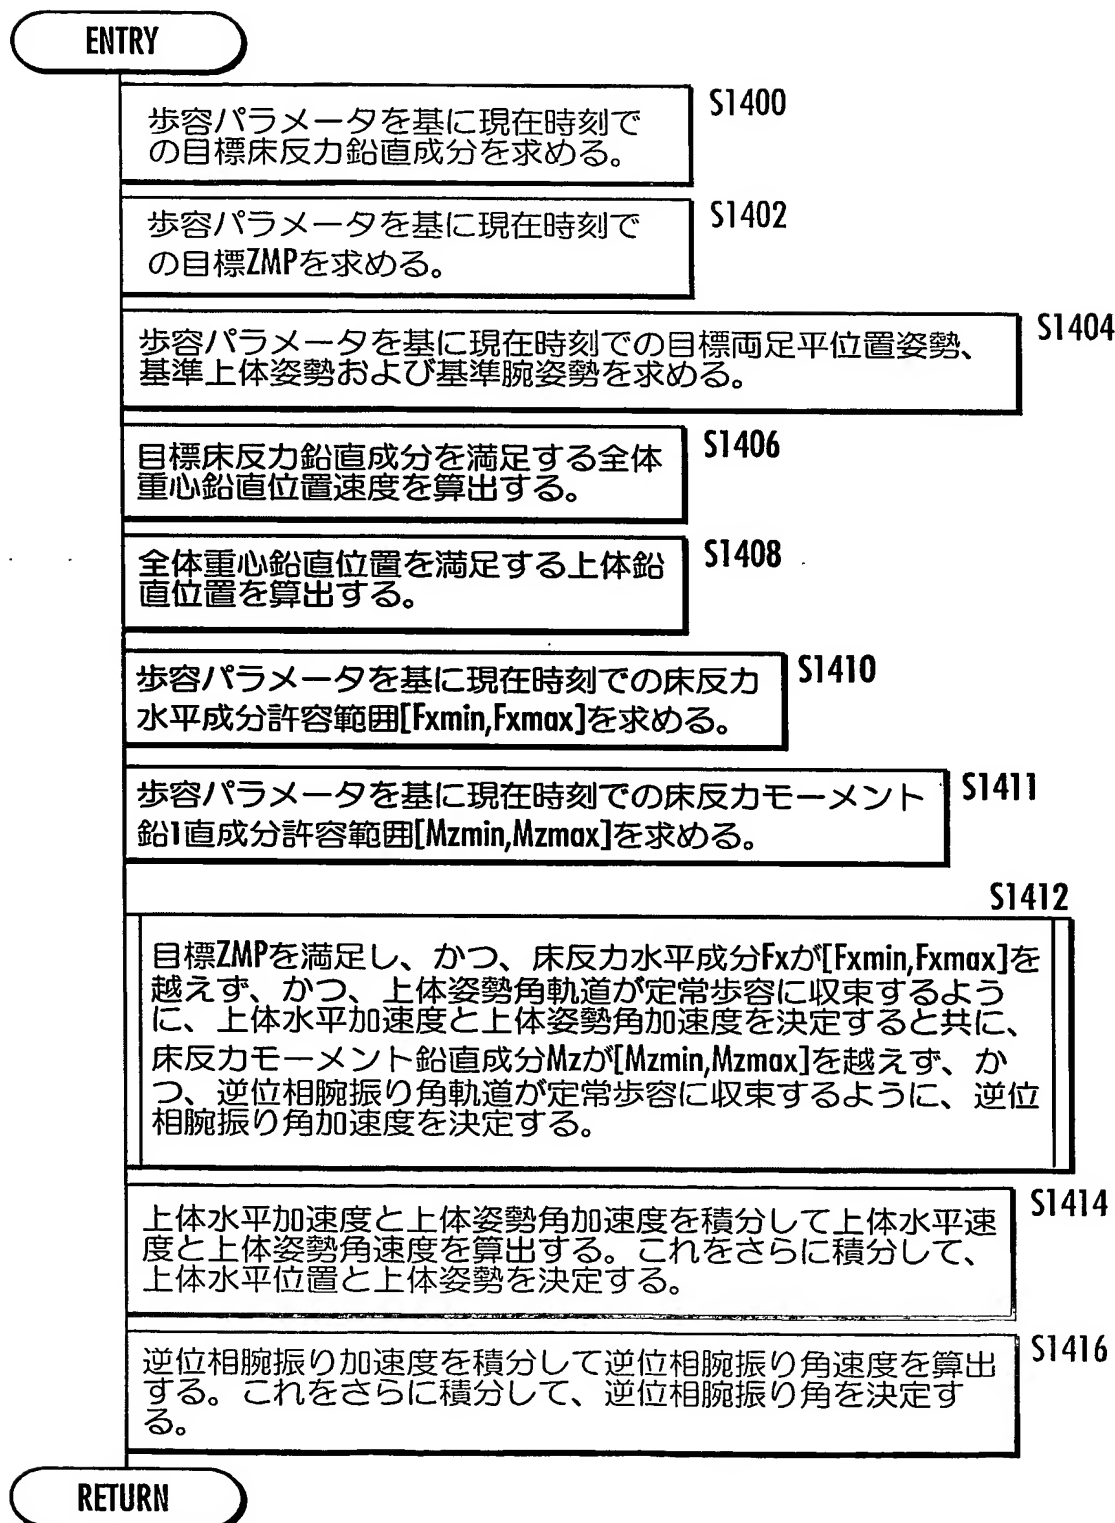 ENTRY
S1400
歩容パラメータを基に現在時刻で
の目標床反力鉛直成分を求める。
S1402
歩容パラメータを基に現在時刻で
の目標ZMPを求める。
S1404
歩容パラメータを基に現在時刻での目標両足平位置姿勢、
基準上体姿勢および基準腕姿勢を求める。
S1406
目標床反力鉛直成分を満足する全体
重心鉛直位置速度を算出する。
S1408
全体重心鉛直位置を満足する上体鉛
直位置を算出する。
S1410
歩容パラメータを基に現在時刻での床反力
水平成分許容範囲[Fxmin,Fxmax]を求める。
S1411
歩容パラメータを基に現在時刻での床反力モーメント
鉛1直成分許容範囲[Mzmin,Mzmax]を求める。
S1412
目標ZMPを満足し、かつ、床反力水平成分Fxが[Fxmin,Fxmax]を
越えず、かつ、上体姿勢角軌道が定常歩容に収束するよう
に、上体水平加速度と上体姿勢角加速度を決定すると共に、
床反力モーメント鉛直成分Mzが[Mzmin,Mzmax]を越えず、か
つ、逆位相腕振り角軌道が定常歩容に収束するように、逆位
相腕振り角加速度を決定する。
S1414
上体水平加速度と上体姿勢角加速度を積分して上体水平速
度と上体姿勢角速度を算出する。これをさらに積分して、
上体水平位置と上体姿勢を決定する。
S1416
逆位相腕振り加速度を積分して逆位相腕振り角速度を算出
する。これをさらに積分して、逆位相腕振り角を決定す
る。
RETURN